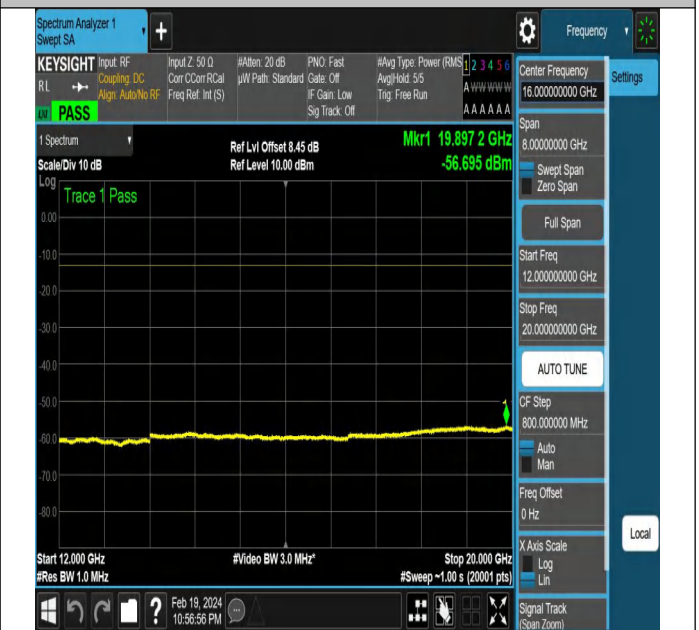 Spectrum Analyzer 1
Swept SA
+
Frequency
KEYSIGHT
RL
PASS
Input: RF
Coupling: DC
Align: Auto/No RF
Input Z: 50 Ω
Corr CCorr RCal
Freq Ref: Int (S)
#Atten: 20 dB
µW Path: Standard
PNO: Fast
Gate: Off
IF Gain: Low
Sig Track: Off
#Avg Type: Power (RMS
Avg|Hold: 5/5
Trig: Free Run
1 2 3 4 5 6
A W W W W W
A A A A A A
1 Spectrum
Scale/Div 10 dB
Ref Lvl Offset 8.45 dB
Ref Level 10.00 dBm
Mkr1 19.897 2 GHz
-56.695 dBm
Log
Trace 1 Pass
0.00
-10.0
-20.0
-30.0
-40.0
-50.0
-60.0
-70.0
-80.0
1
Start 12.000 GHz
#Res BW 1.0 MHz
#Video BW 3.0 MHz*
Stop 20.000 GHz
#Sweep ~1.00 s (20001 pts)
Center Frequency
16.000000000 GHz
Settings
Span
8.00000000 GHz
Swept Span
Zero Span
Full Span
Start Freq
12.000000000 GHz
Stop Freq
20.000000000 GHz
AUTO TUNE
CF Step
800.000000 MHz
Auto
Man
Freq Offset
0 Hz
X Axis Scale
Log
Lin
Local
Signal Track
(Span Zoom)
?
Feb 19, 2024
10:56:56 PM